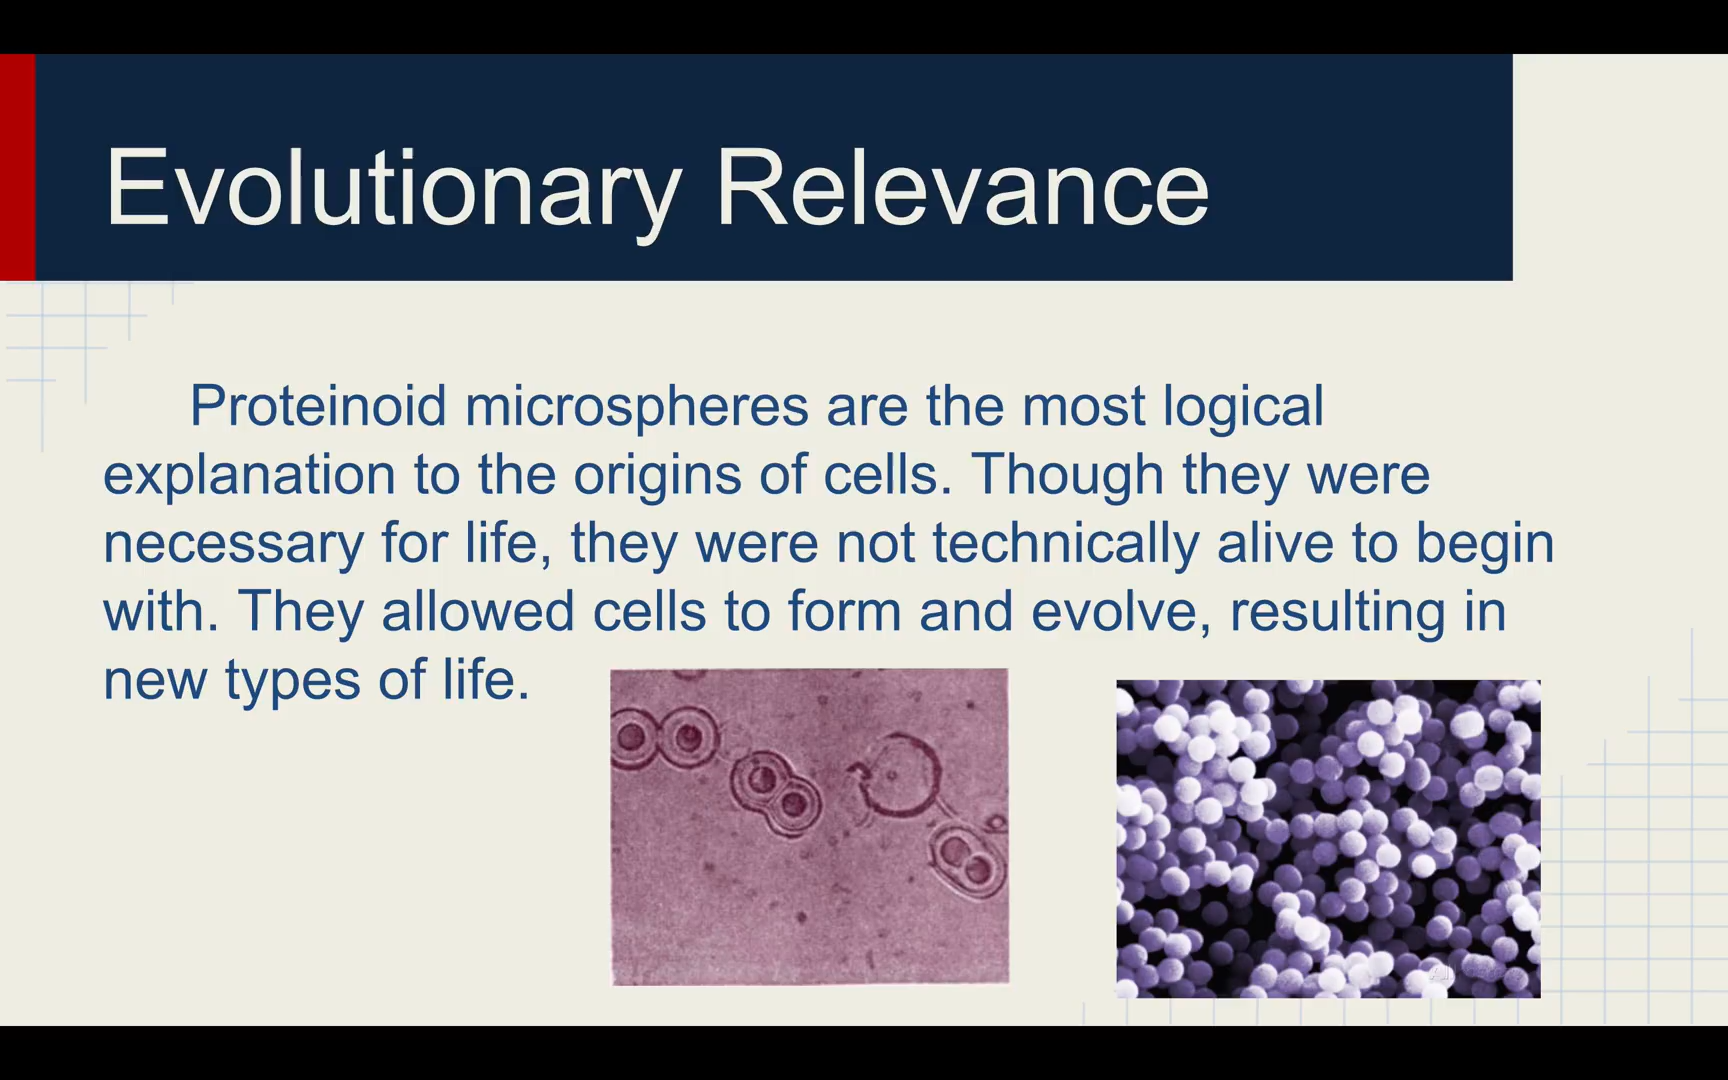 Evolutionary Relevance
Proteinoid microspheres are the most logical
explanation to the origins of cells. Though they were
necessary for life, they were not technically alive to begin
with. They allowed cells to form and evolve, resulting in
new types of life.